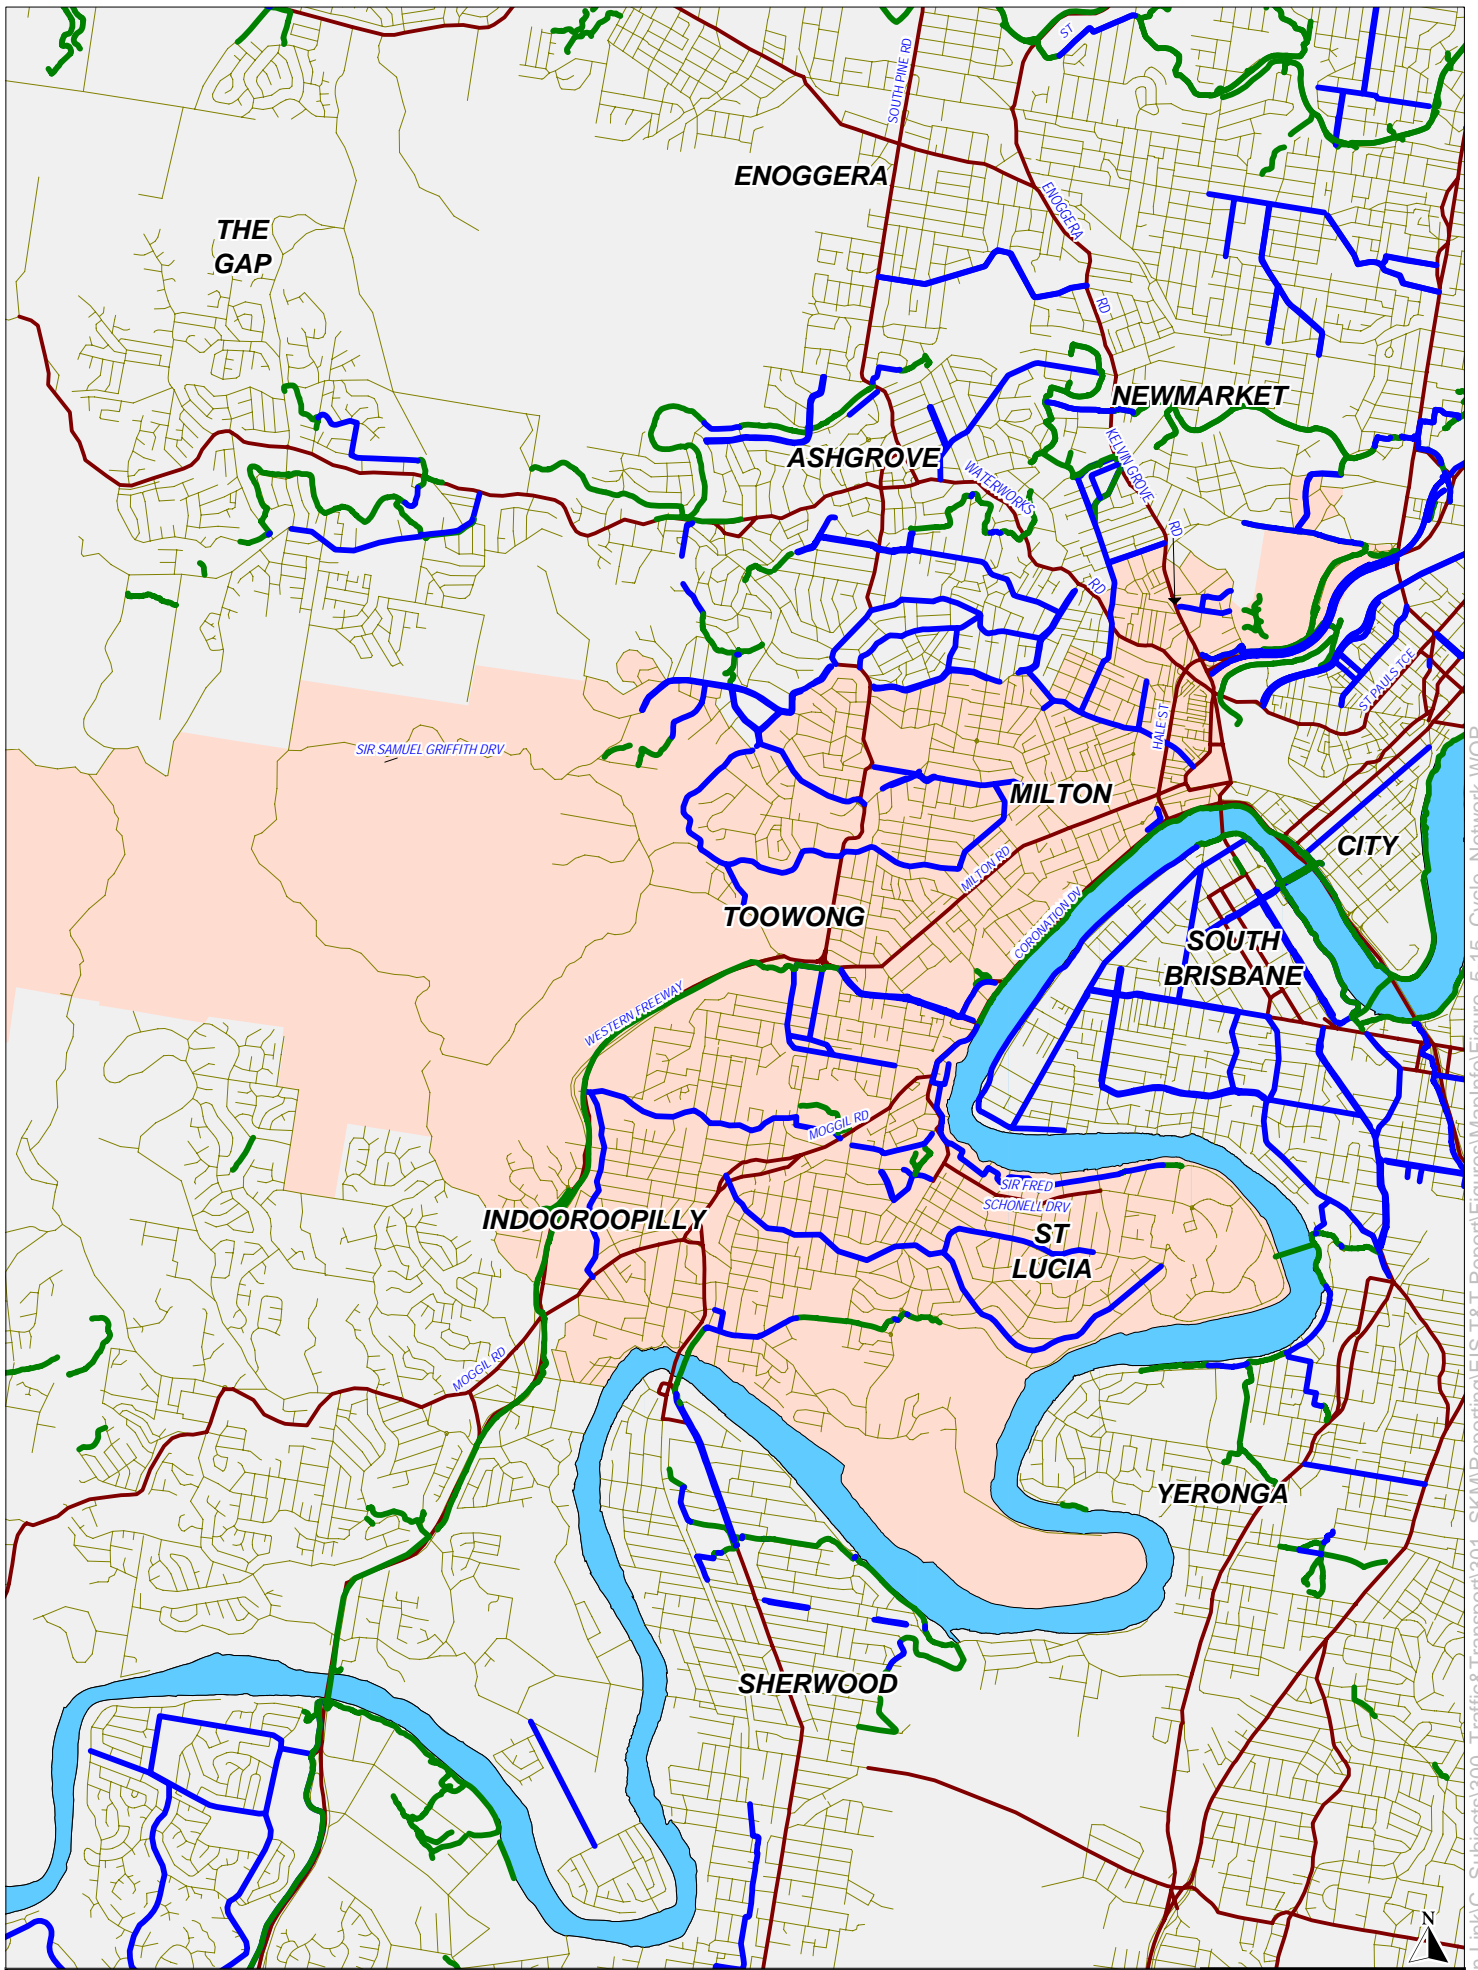 ST
SOUTH PINE RD
ENOGGERA
THE
GAP
ENOGGERA
RD
NEWMARKET
ASHGROVE
KELVIN GROVE
RD
WATERWORKS
RD
ST PAULS TCE
HALE ST
SIR SAMUEL GRIFFITH DRV
MILTON
CITY
MILTON RD
TOOWONG
CORONATION DV
SOUTH
BRISBANE
WESTERN FREEWAY
MOGGIL RD
SIR FRED
SCHONELL DRV
INDOOROOPILLY
ST
LUCIA
MOGGIL RD
YERONGA
SHERWOOD
N